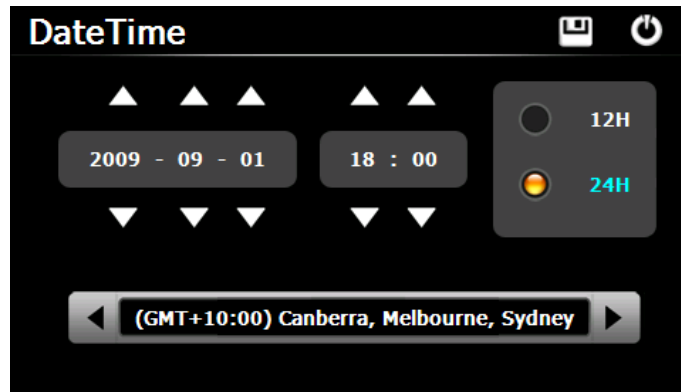 DateTime
12H
2009 - 09 - 01 18 : 00
24H
(GMT+10:00) Canberra, Melbourne, Sydney